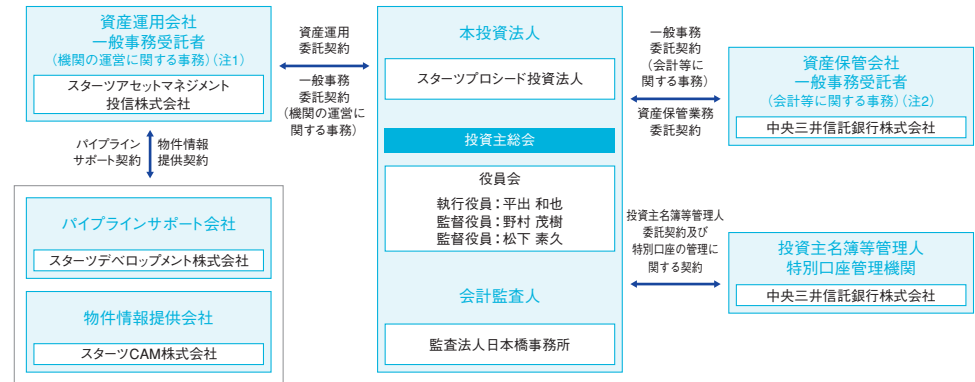 資産運用会社
一般事務受託者
(機関の運営に関する事務)(注1)
スターツアセットマネジメント
投信株式会社
資産運用
委託契約
一般事務
委託契約
(機関の運営に
関する事務)
パイプライン
サポート契約
物件情報
提供契約
パイプラインサポート会社
スターツデベロップメント株式会社
物件情報提供会社
スターツCAM株式会社
本投資法人
スターツプロシード投資法人
投資主総会
役員会
執行役員：平出 和也
監督役員：野村 茂樹
監督役員：松下 素久
会計監査人
監査法人日本橋事務所
一般事務
委託契約
(会計等に
関する事務)
資産保管業務
委託契約
資産保管会社
一般事務受託者
(会計等に関する事務)(注2)
中央三井信託銀行株式会社
投資主名簿等管理人
委託契約及び
特別口座の管理に
関する契約
投資主名簿等管理人
特別口座管理機関
中央三井信託銀行株式会社